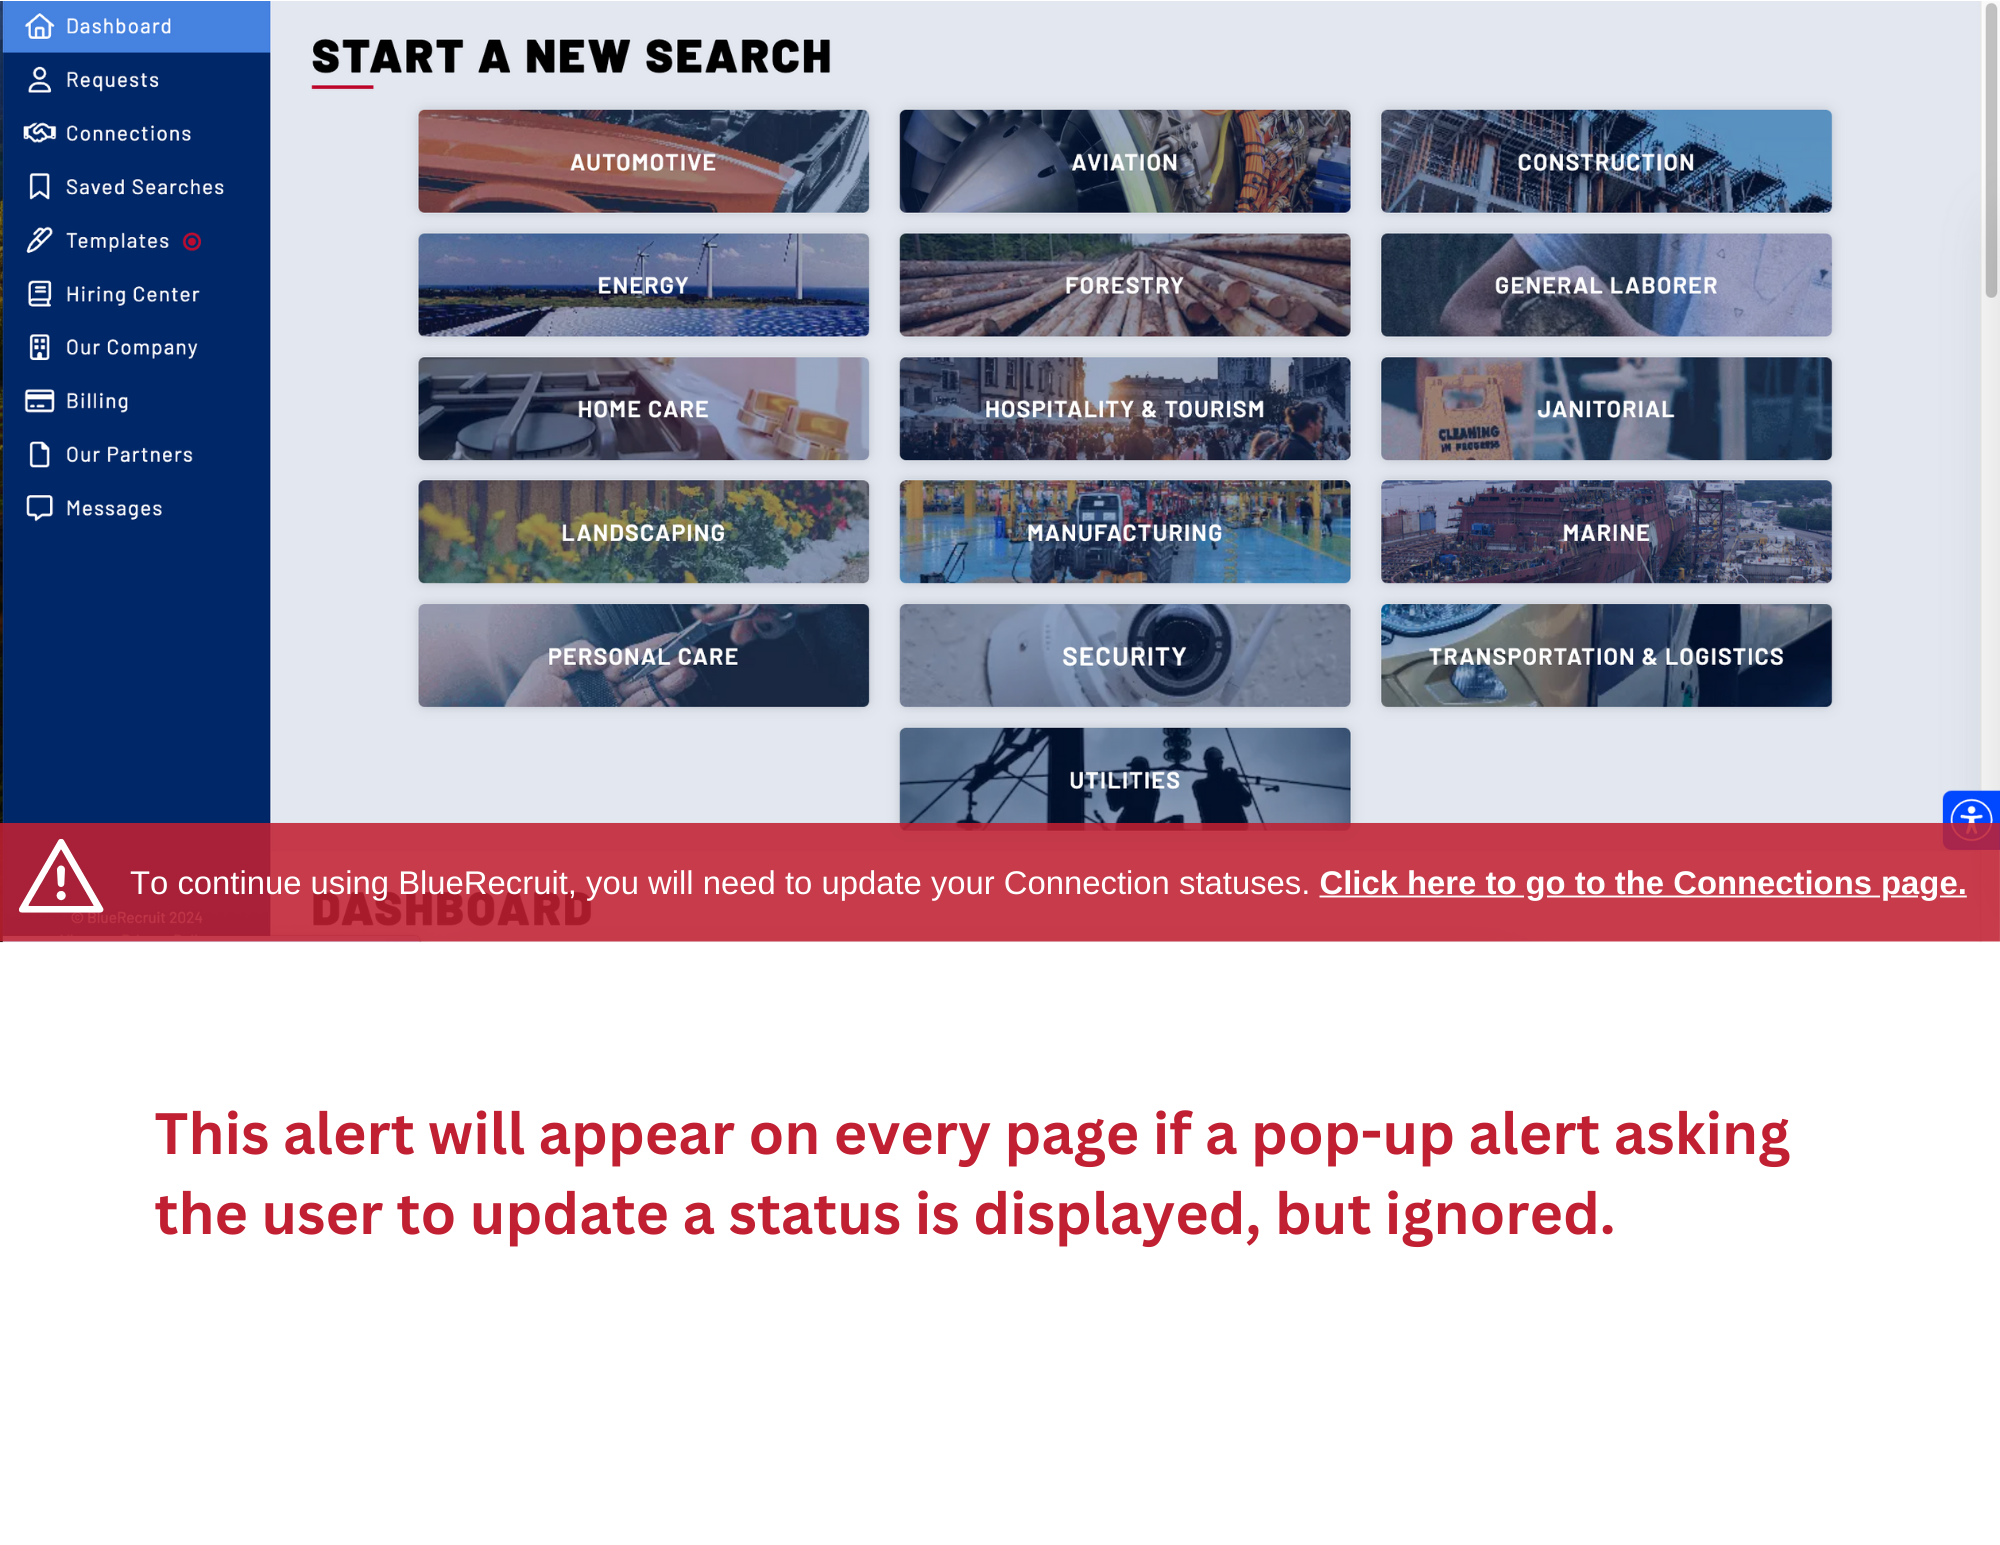 Dashboard
Requests
Connections
Saved Searches
Templates
Hiring Center
Our Company
Billing
Our Partners
Messages
START A NEW SEARCH
AUTOMOTIVE
AVIATION
CONSTRUCTION
ENERGY
FORESTRY
GENERAL LABORER
HOME CARE
HOSPITALITY & TOURISM
CLEANING
IN PROGRESS
JANITORIAL
LANDSCAPING
MANUFACTURING
MARINE
PERSONAL CARE
SECURITY
TRANSPORTATION & LOGISTICS
UTILITIES
To continue using BlueRecruit, you will need to update your Connection statuses. Click here to go to the Connections page.
© BlueRecruit 2024
DASHBOARD
This alert will appear on every page if a pop-up alert asking
the user to update a status is displayed, but ignored.